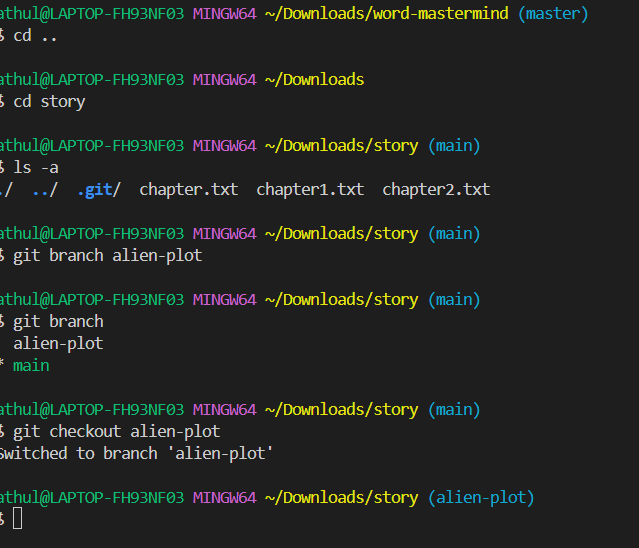 athul@LAPTOP-FH93NF03 MINGW64 ~/Downloads/word-mastermind (master)
$ cd ..
athul@LAPTOP-FH93NF03 MINGW64 ~/Downloads
$ cd story
athul@LAPTOP-FH93NF03 MINGW64 ~/Downloads/story (main)
$ ls -a
./  ../  .git/  chapter.txt  chapter1.txt  chapter2.txt
athul@LAPTOP-FH93NF03 MINGW64 ~/Downloads/story (main)
$ git branch alien-plot
athul@LAPTOP-FH93NF03 MINGW64 ~/Downloads/story (main)
$ git branch
alien-plot
* main
athul@LAPTOP-FH93NF03 MINGW64 ~/Downloads/story (main)
$ git checkout alien-plot
Switched to branch 'alien-plot'
athul@LAPTOP-FH93NF03 MINGW64 ~/Downloads/story (alien-plot)
$